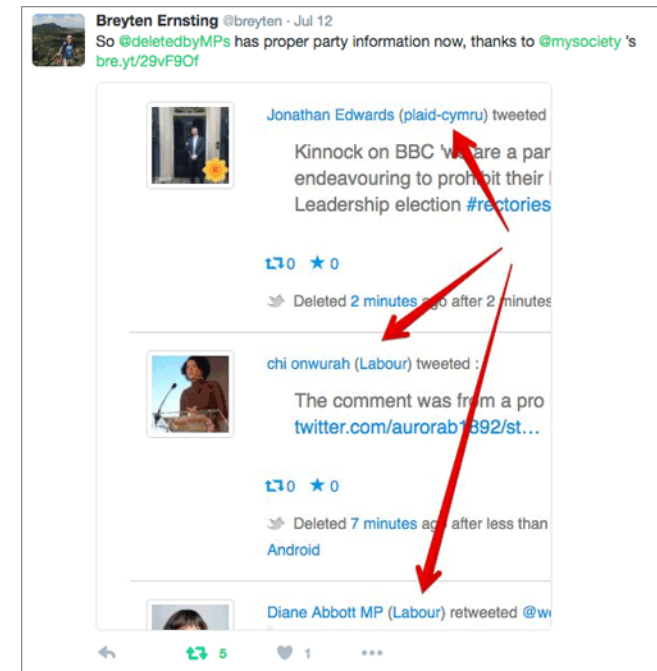 Breyten Ernsting @breyten · Jul 12
So @deletedbyMPs has proper party information now, thanks to @mysociety 's
bre.yt/29vF9Of
Jonathan Edwards (plaid-cymru) tweeted
Kinnock on BBC 'we are a par
endeavouring to prohibit their
Leadership election #rectories
0 0
Deleted 2 minutes ago after 2 minutes
chi onwurah (Labour) tweeted :
The comment was from a pro
twitter.com/aurorab1892/st...
0 0
Deleted 7 minutes ago after less than
Android
Diane Abbott MP (Labour) retweeted
5 1